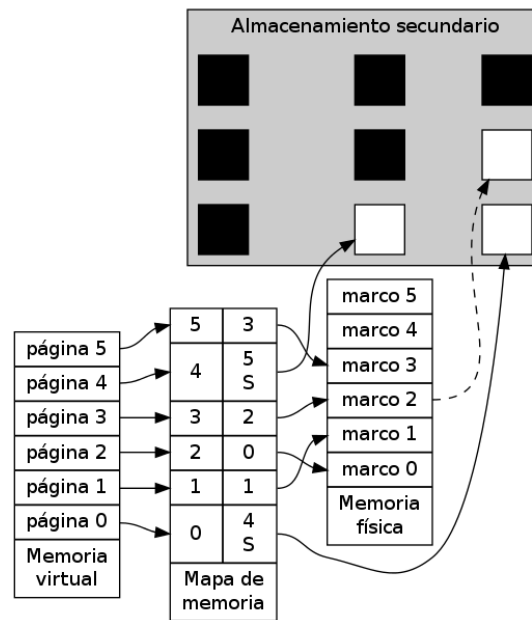 Almacenamiento secundario
página 5
página 4
página 3
página 2
página 1
página 0
Memoria
virtual
5 3
4 5
S
3 2
2 0
1 1
0 4
S
Mapa de
memoria
marco 5
marco 4
marco 3
marco 2
marco 1
marco 0
Memoria
física